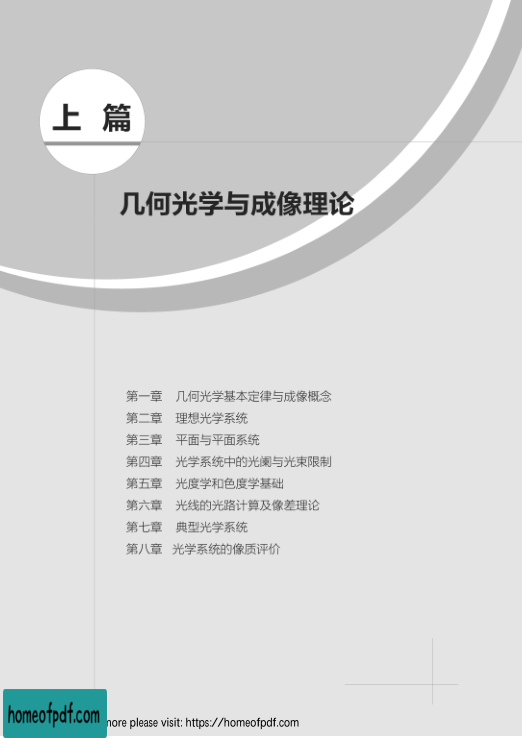 上 篇
几何光学与成像理论
第一章 几何光学基本定律与成像概念
第二章 理想光学系统
第三章 平面与平面系统
第四章 光学系统中的光阑与光束限制
第五章 光度学和色度学基础
第六章 光线的光路计算及像差理论
第七章 典型光学系统
第八章 光学系统的像质评价
homeofpdf.com
more please visit: https://homeofpdf.com